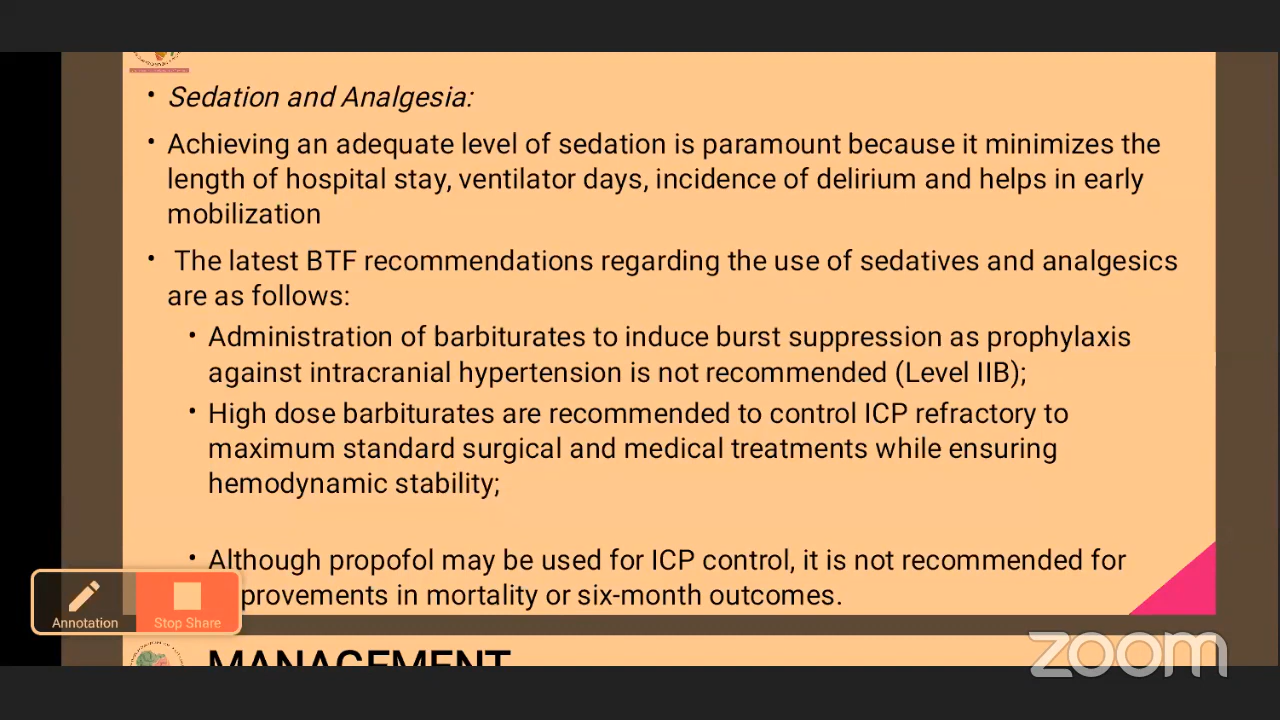 • Sedation and Analgesia:
• Achieving an adequate level of sedation is paramount because it minimizes the
length of hospital stay, ventilator days, incidence of delirium and helps in early
mobilization
• The latest BTF recommendations regarding the use of sedatives and analgesics
are as follows:
• Administration of barbiturates to induce burst suppression as prophylaxis
against intracranial hypertension is not recommended (Level IIB);
• High dose barbiturates are recommended to control ICP refractory to
maximum standard surgical and medical treatments while ensuring
hemodynamic stability;
• Although propofol may be used for ICP control, it is not recommended for
provements in mortality or six-month outcomes.
Annotation
Stop Share
MANAGEMENT
zoom